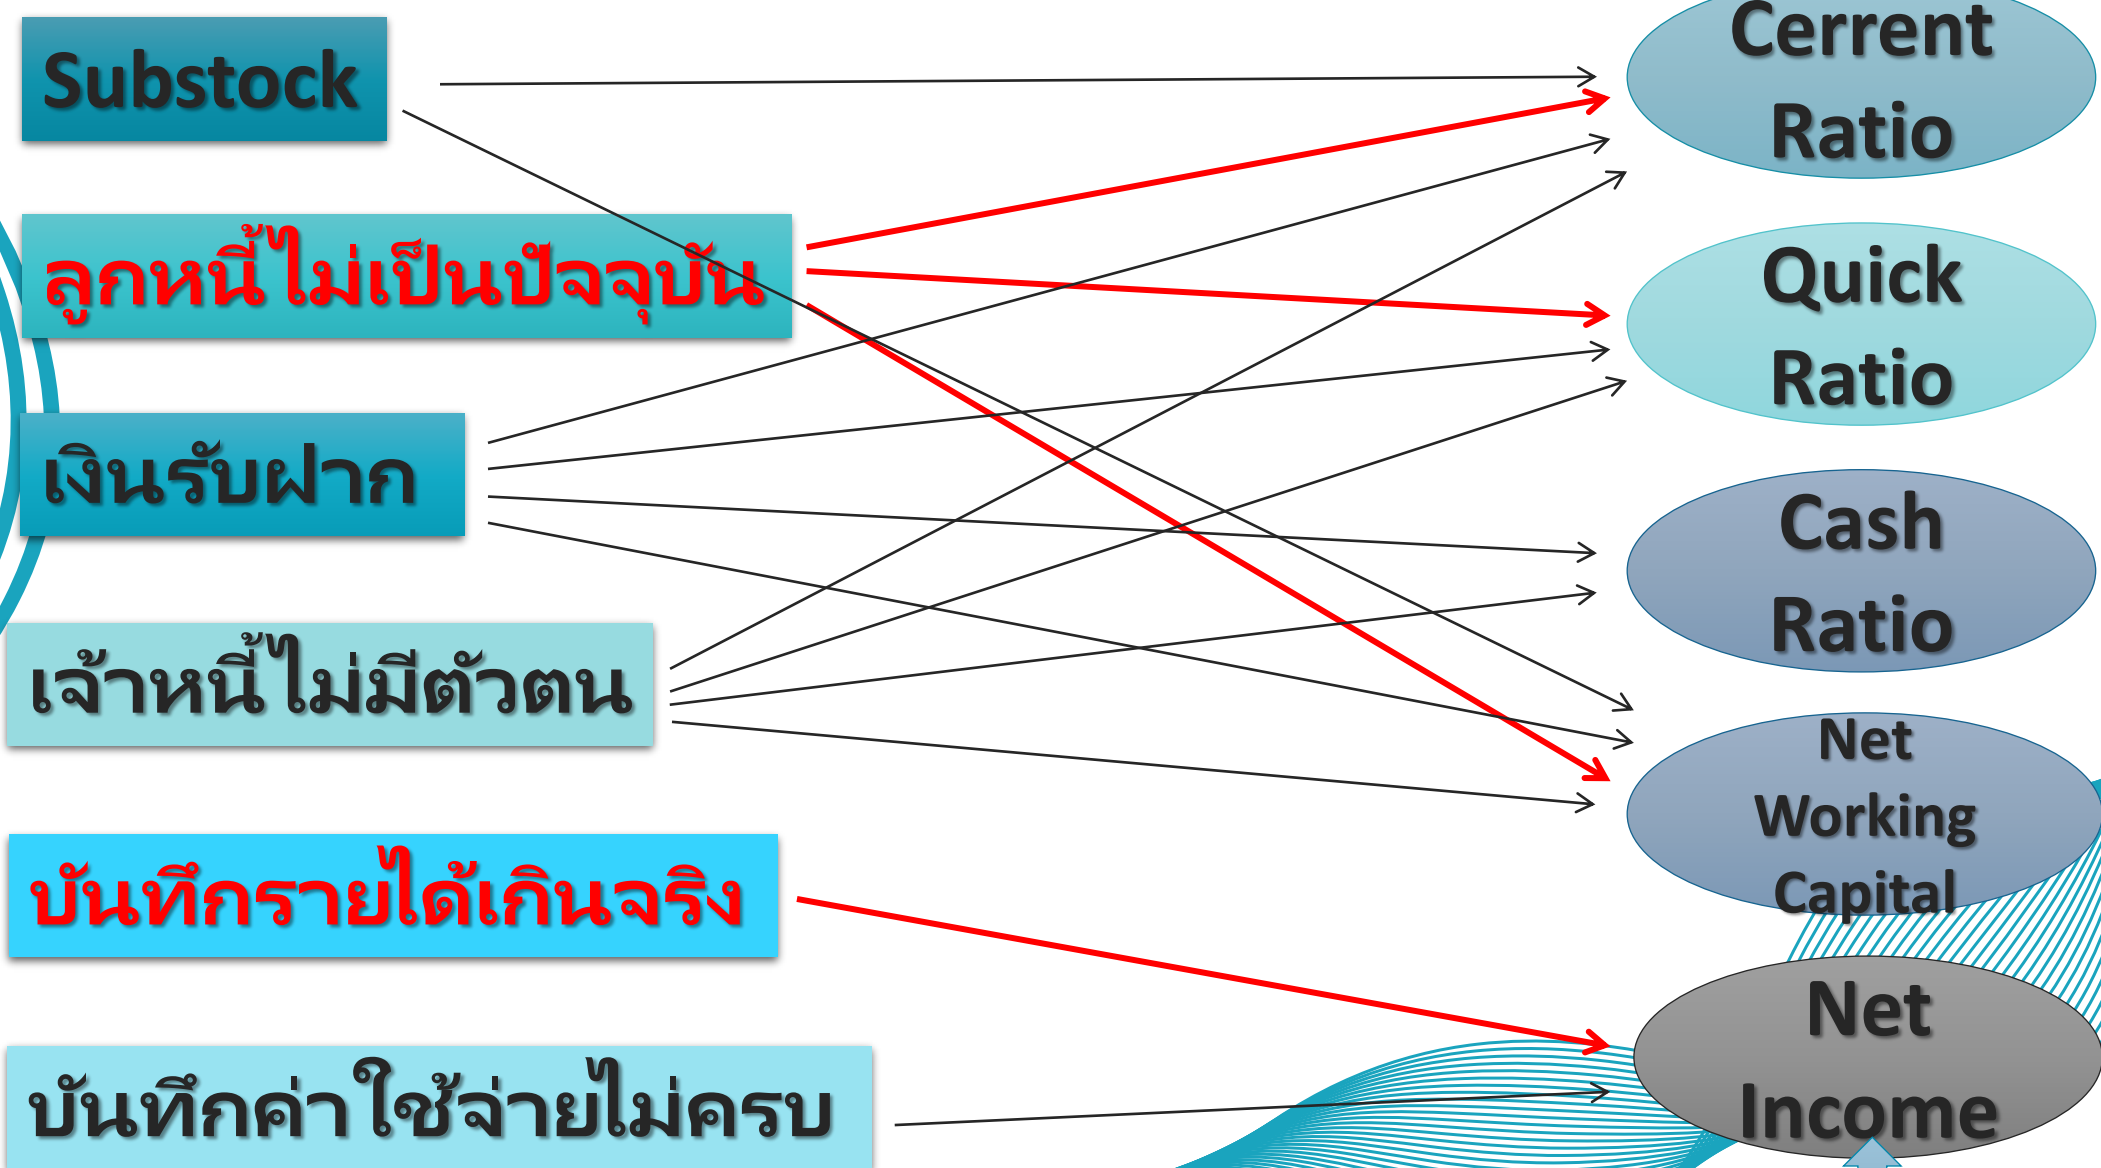 Substock
ลูกหนี้ไม่เป็นปัจจุบัน
เงินรับฝาก
เจ้าหนี้ไม่มีตัวตน
บันทึกรายได้เกินจริง
บันทึกค่าใช้จ่ายไม่ครบ
Cerrent
Ratio
Quick
Ratio
Cash
Ratio
Net
Working
Capital
Net
Income